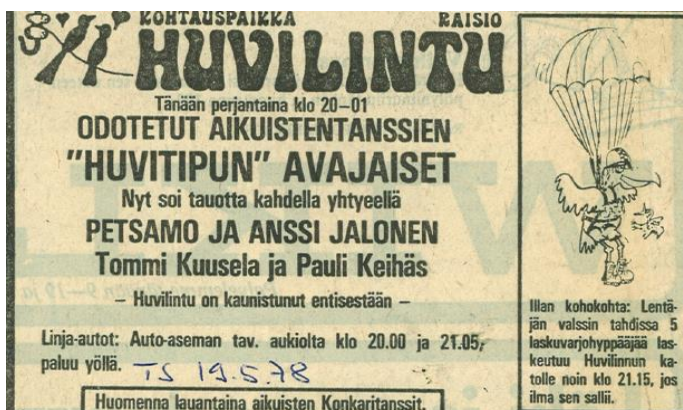 KOHTAUSPAIKKA RAISIO
HUVILINTU
Tänään perjantaina klo 20–01
ODOTETUT AIKUISTENTANSSIEN
"HUVITIPUN" AVAJAISET
Nyt soi tauotta kahdella yhtyeellä
PETSAMO JA ANSSI JALONEN
Tommi Kuusela ja Pauli Keihäs
– Huvilintu on kaunistunut entisestään –
Linja-autot: Auto-aseman tav. aukiolta klo 20.00 ja 21.05,
paluu yöllä. TS 19.5.78
Huomenna lauantaina aikuisten Konkaritanssit.
Illan kohokohta: Lentä-
jän valssin tahdissa 5
laskuvarjohyppääjää las-
keutuu Huvilinnun ka-
tolle noin klo 21.15, jos
ilma sen sallii.